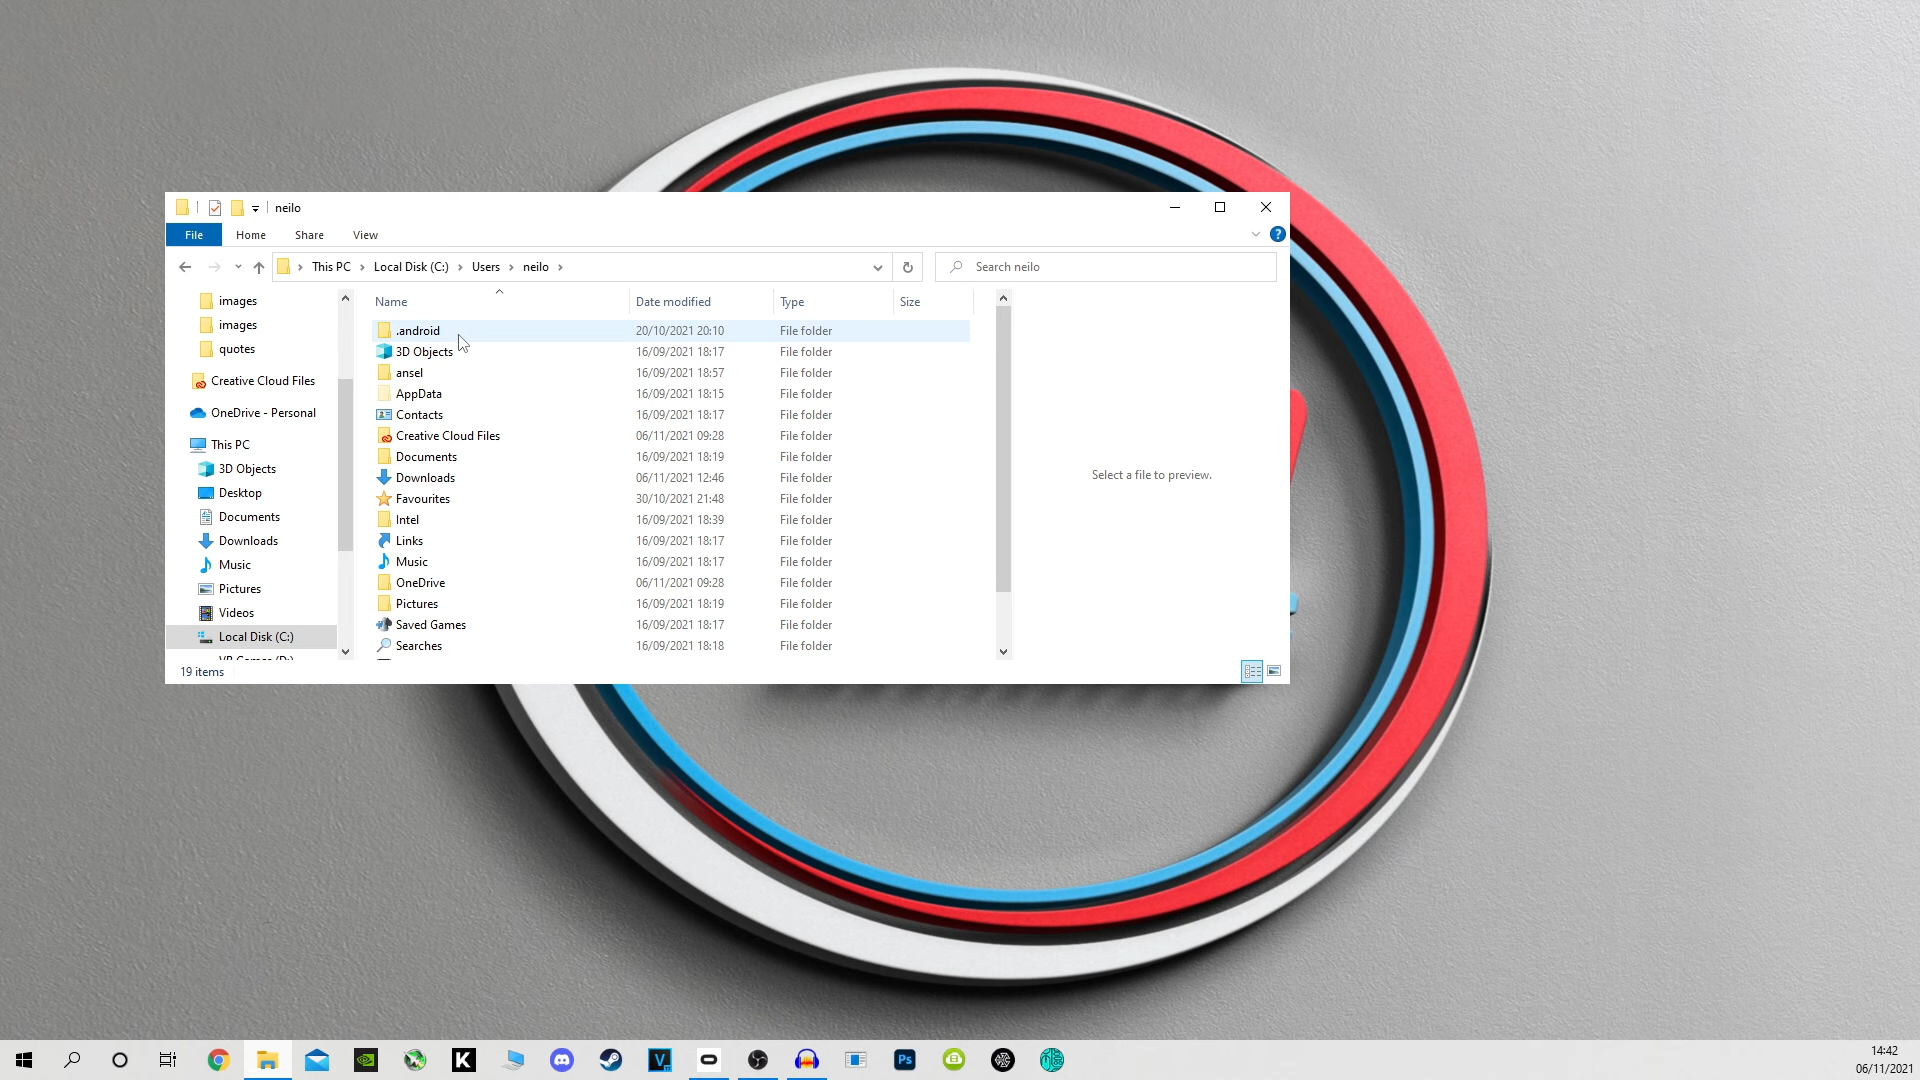 neilo
File Home Share View
This PC Local Disk (C:) Users neilo
Search neilo
images
images
quotes
Creative Cloud Files
OneDrive - Personal
This PC
3D Objects
Desktop
Documents
Downloads
Music
Pictures
Videos
Local Disk (C:)
Name Date modified Type Size
.android 20/10/2021 20:10 File folder
3D Objects 16/09/2021 18:17 File folder
ansel 16/09/2021 18:57 File folder
AppData 16/09/2021 18:15 File folder
Contacts 16/09/2021 18:17 File folder
Creative Cloud Files 06/11/2021 09:28 File folder
Documents 16/09/2021 18:19 File folder
Downloads 06/11/2021 12:46 File folder
Favourites 30/10/2021 21:48 File folder
Intel 16/09/2021 18:39 File folder
Links 16/09/2021 18:17 File folder
Music 16/09/2021 18:17 File folder
OneDrive 06/11/2021 09:28 File folder
Pictures 16/09/2021 18:19 File folder
Saved Games 16/09/2021 18:17 File folder
Searches 16/09/2021 18:18 File folder
Select a file to preview.
19 items
K
V
Ps
14:42
06/11/2021